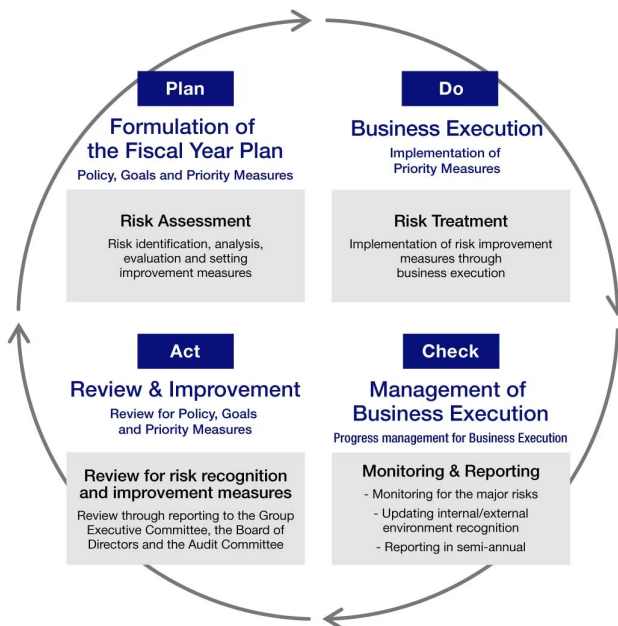 Plan
Formulation of
the Fiscal Year Plan
Policy, Goals and Priority Measures
Risk Assessment
Risk identification, analysis,
evaluation and setting
improvement measures
Do
Business Execution
Implementation of
Priority Measures
Risk Treatment
Implementation of risk improvement
measures through
business execution
Act
Review & Improvement
Review for Policy, Goals
and Priority Measures
Review for risk recognition
and improvement measures
Review through reporting to the Group
Executive Committee, the Board of
Directors and the Audit Committee
Check
Management of
Business Execution
Progress management for Business Execution
Monitoring & Reporting
- Monitoring for the major risks
- Updating internal/external
environment recognition
- Reporting in semi-annual